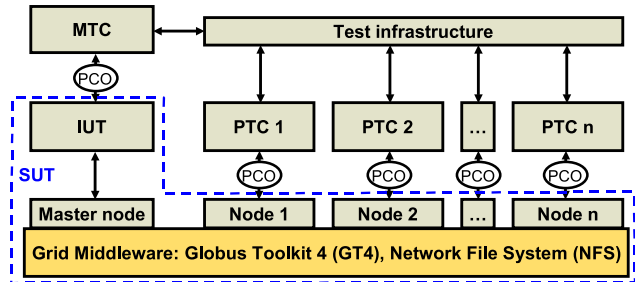 MTC
Test infrastructure
PCO
IUT
PTC 1
PTC 2
...
PTC n
SUT
PCO
PCO
PCO
PCO
Master node
Node 1
Node 2
...
Node n
Grid Middleware: Globus Toolkit 4 (GT4), Network File System (NFS)